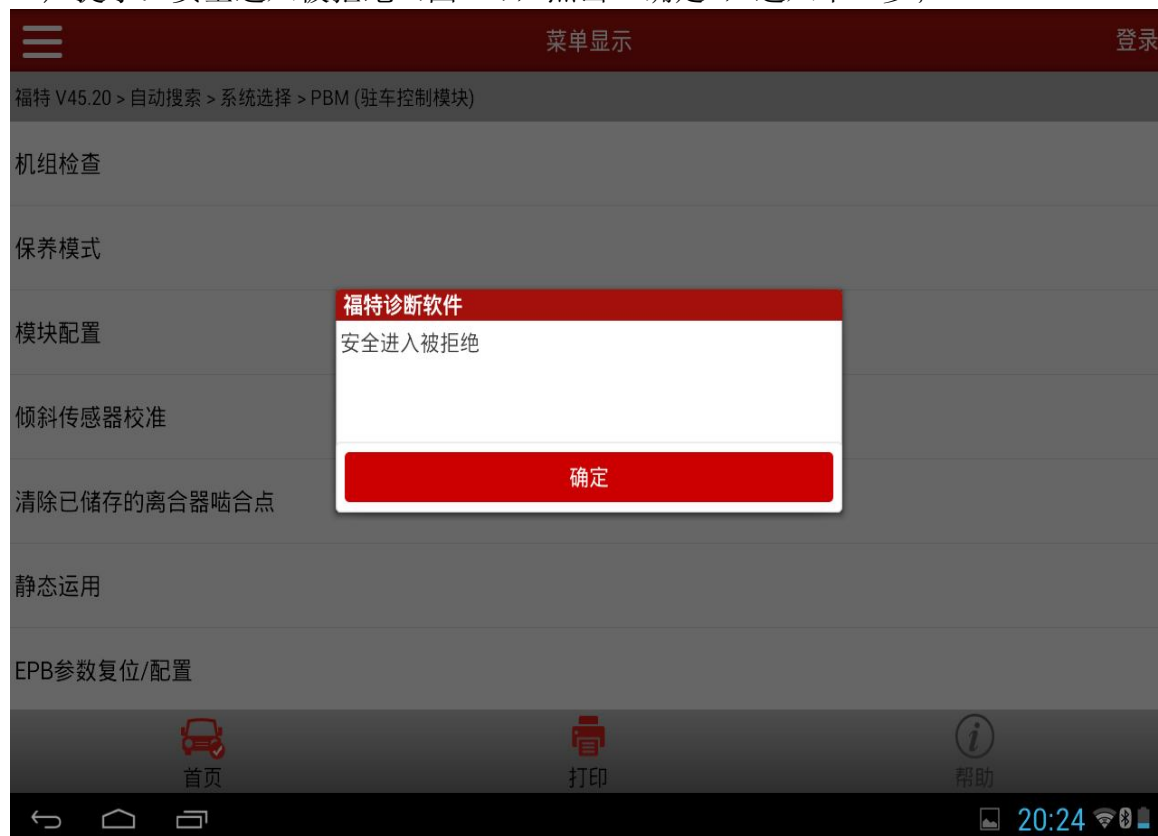 菜单显示
登录
福特 V45.20 > 自动搜索 > 系统选择 > PBM (驻车控制模块)
机组检查
保养模式
模块配置
倾斜传感器校准
清除已储存的离合器啮合点
静态运用
EPB参数复位/配置
福特诊断软件
安全进入被拒绝
确定
首页
打印
帮助
20:24